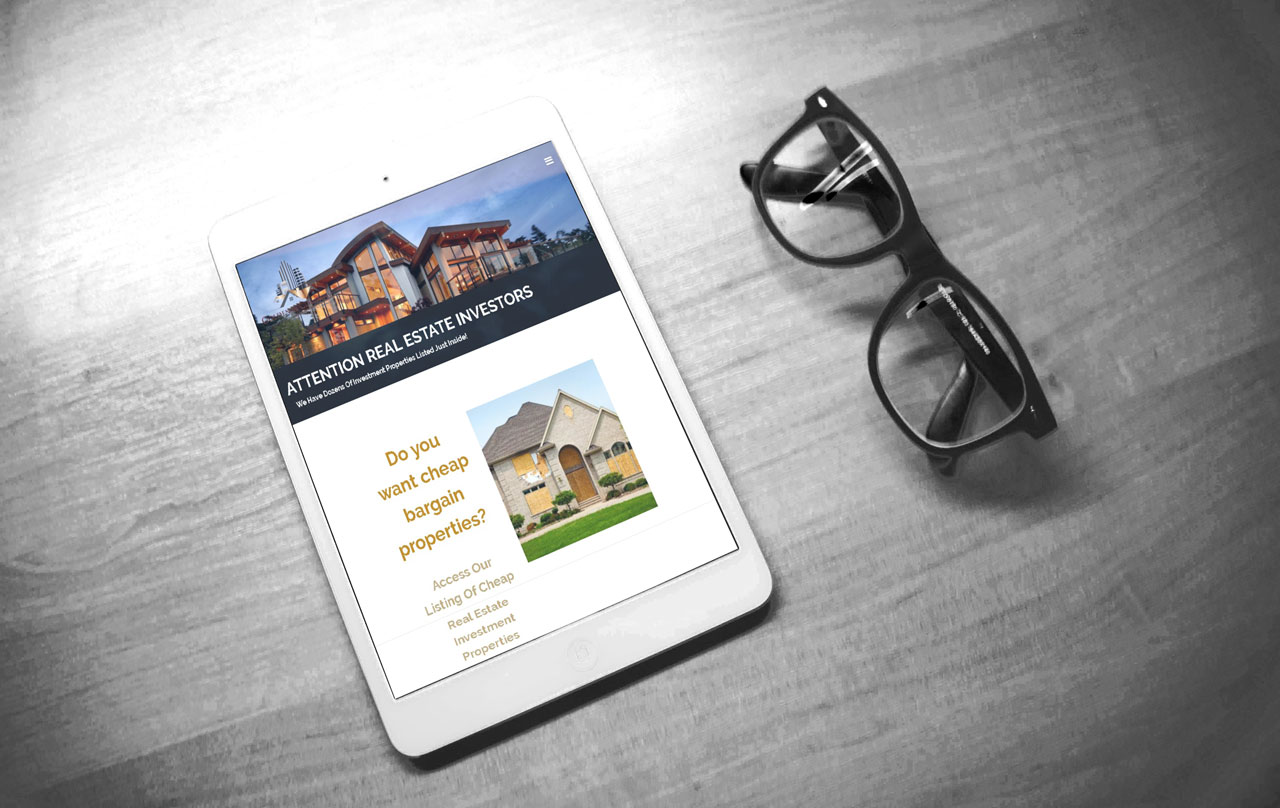 ATTENTION REAL ESTATE INVESTORS
We Have Dozens Of Investment Properties Listed Just Inside!
Do you
want cheap
bargain
properties?
Access Our
Listing Of Cheap
Real Estate
Investment
Properties